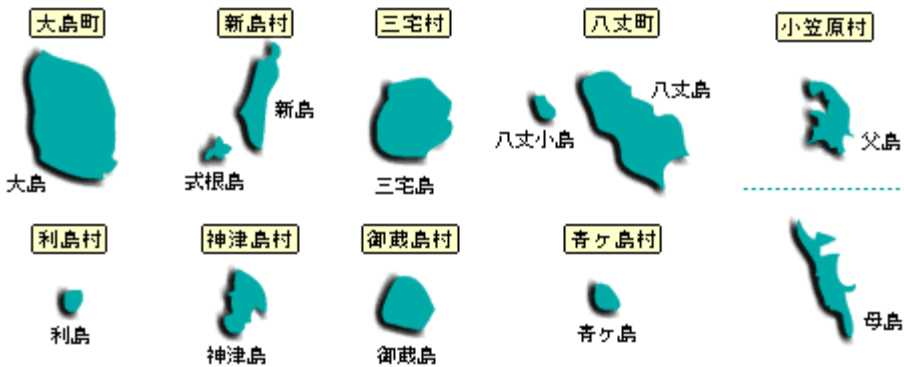 大島町
新島村
三宅村
八丈町
小笠原村
八丈島
新島
八丈小島
父島
大島
式根島
三宅島
利島村
神津島村
御蔵島村
青ヶ島村
利島
神津島
御蔵島
青ヶ島
母島